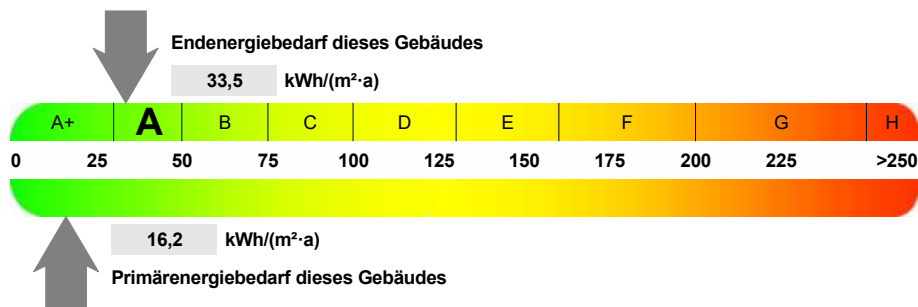 Endenergiebedarf dieses Gebäudes
33,5 kWh/(m²·a)
A+ A B C D E F G H
0 25 50 75 100 125 150 175 200 225 >250
16,2 kWh/(m²·a)
Primärenergiebedarf dieses Gebäudes